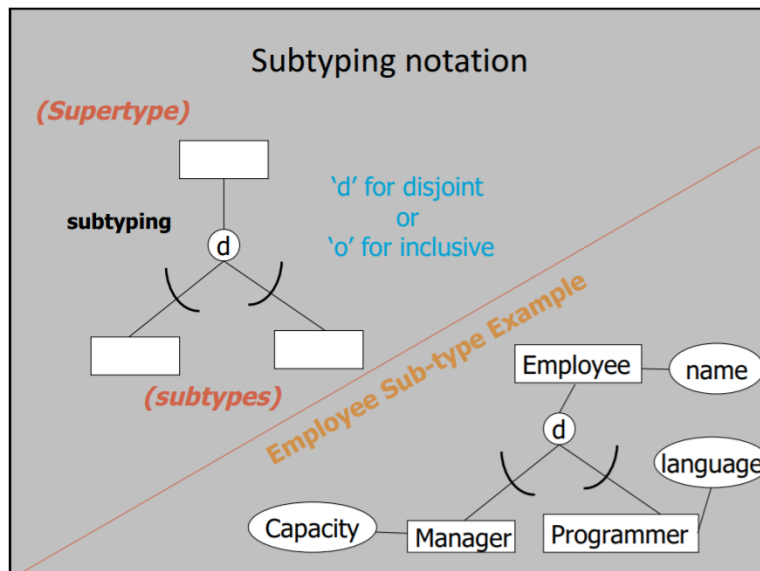 Subtyping notation
(Supertype)
‘d’ for disjoint
or
‘o’ for inclusive
subtyping
d
(subtypes)
Employee Sub-type Example
Employee
name
d
language
Capacity
Manager
Programmer